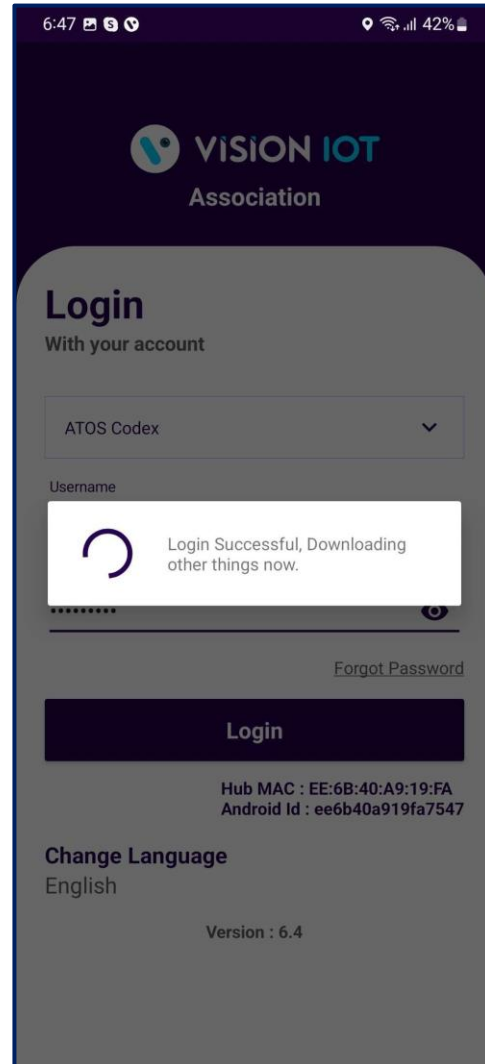 6:47
42%
VISION IOT
Association
Login
With your account
ATOS Codex
Username
Login Successful, Downloading
other things now.
•••••••••
Forgot Password
Login
Hub MAC : EE:6B:40:A9:19:FA
Android Id : ee6b40a919fa7547
Change Language
English
Version : 6.4